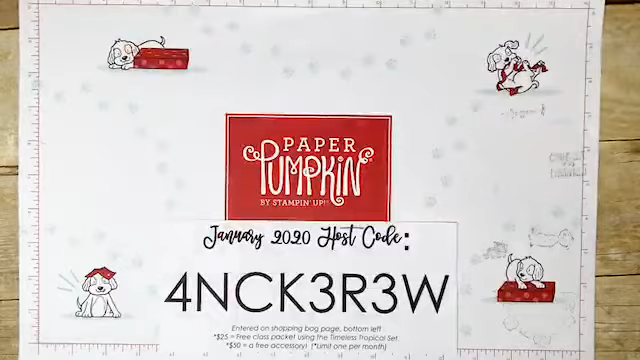 PAPER
PUMPKIN®
BY STAMPIN' UP!®
January 2020 Host Code:
4NCK3R3W
Entered on shopping bag page, bottom left
*$25 = Free class packet using the Timeless Tropical Set
*$50 = a free accessory (*Limit one per month)